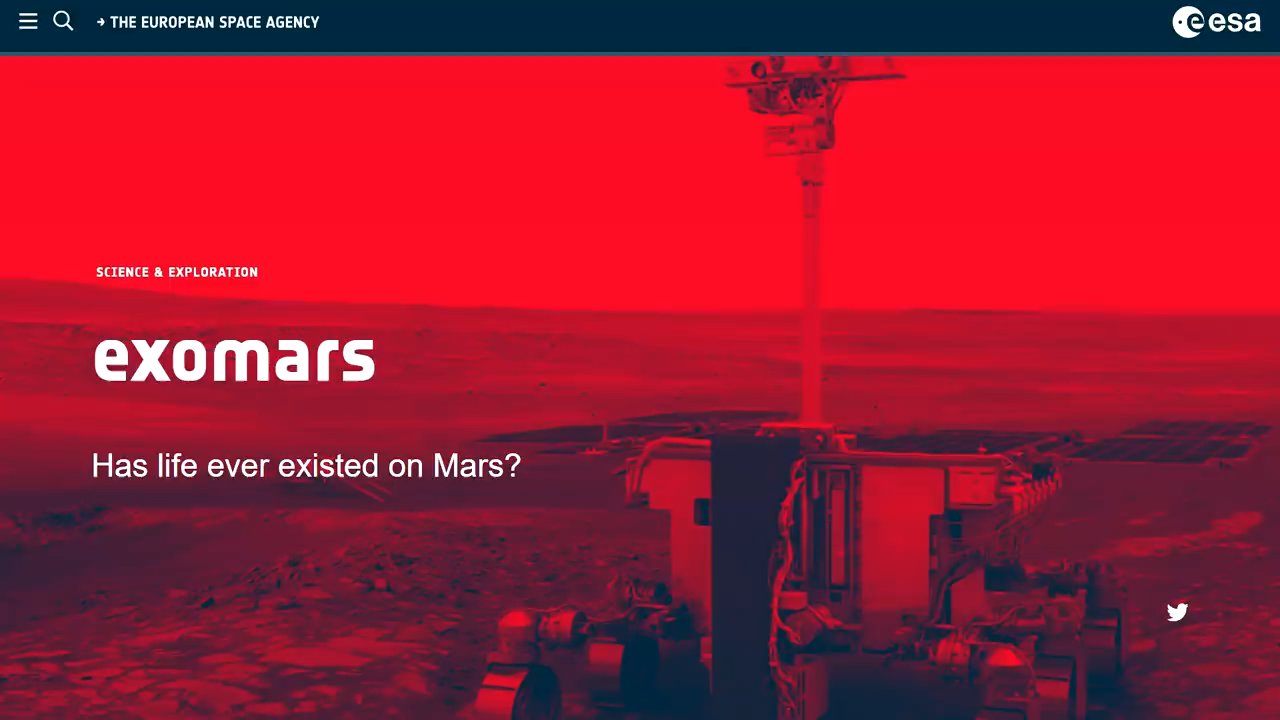 → THE EUROPEAN SPACE AGENCY
esa
SCIENCE & EXPLORATION
exomars
Has life ever existed on Mars?